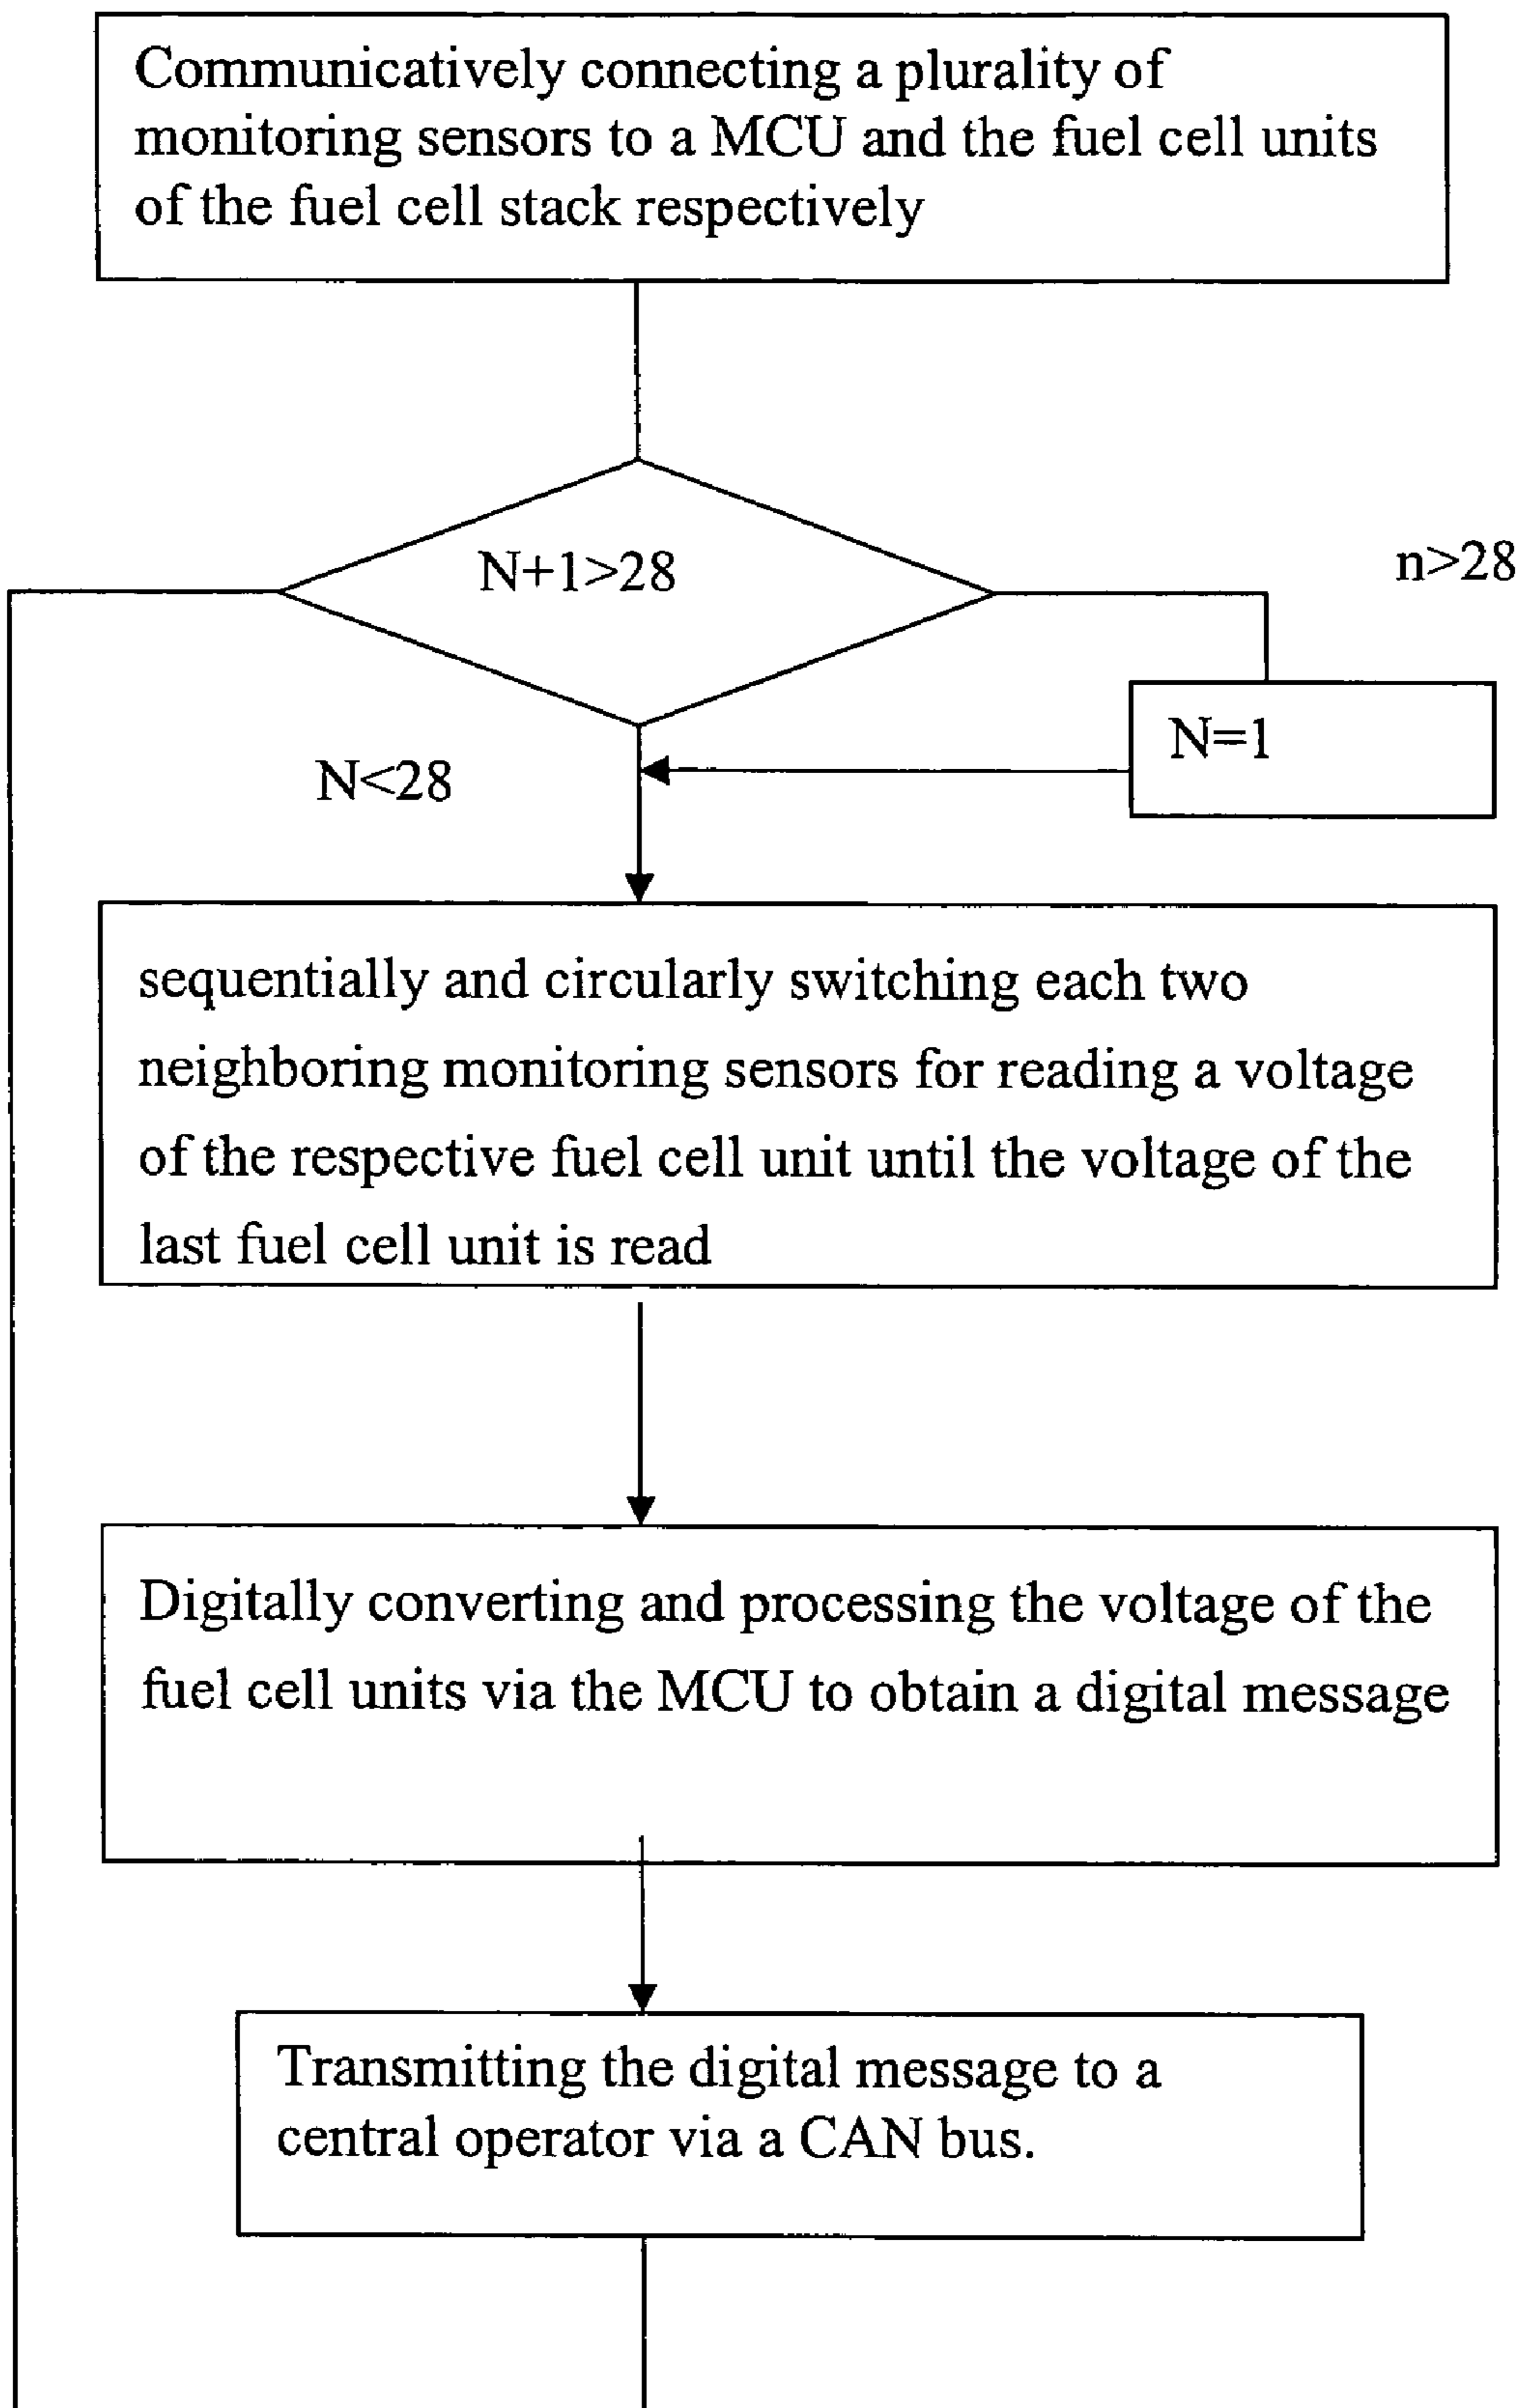 Communicatively connecting a plurality of
monitoring sensors to a MCU and the fuel cell units
of the fuel cell stack respectively
N+1>28
n>28
N=1
N<28
sequentially and circularly switching each two
neighboring monitoring sensors for reading a voltage
of the respective fuel cell unit until the voltage of the
last fuel cell unit is read
Digitally converting and processing the voltage of the
fuel cell units via the MCU to obtain a digital message
Transmitting the digital message to a
central operator via a CAN bus.